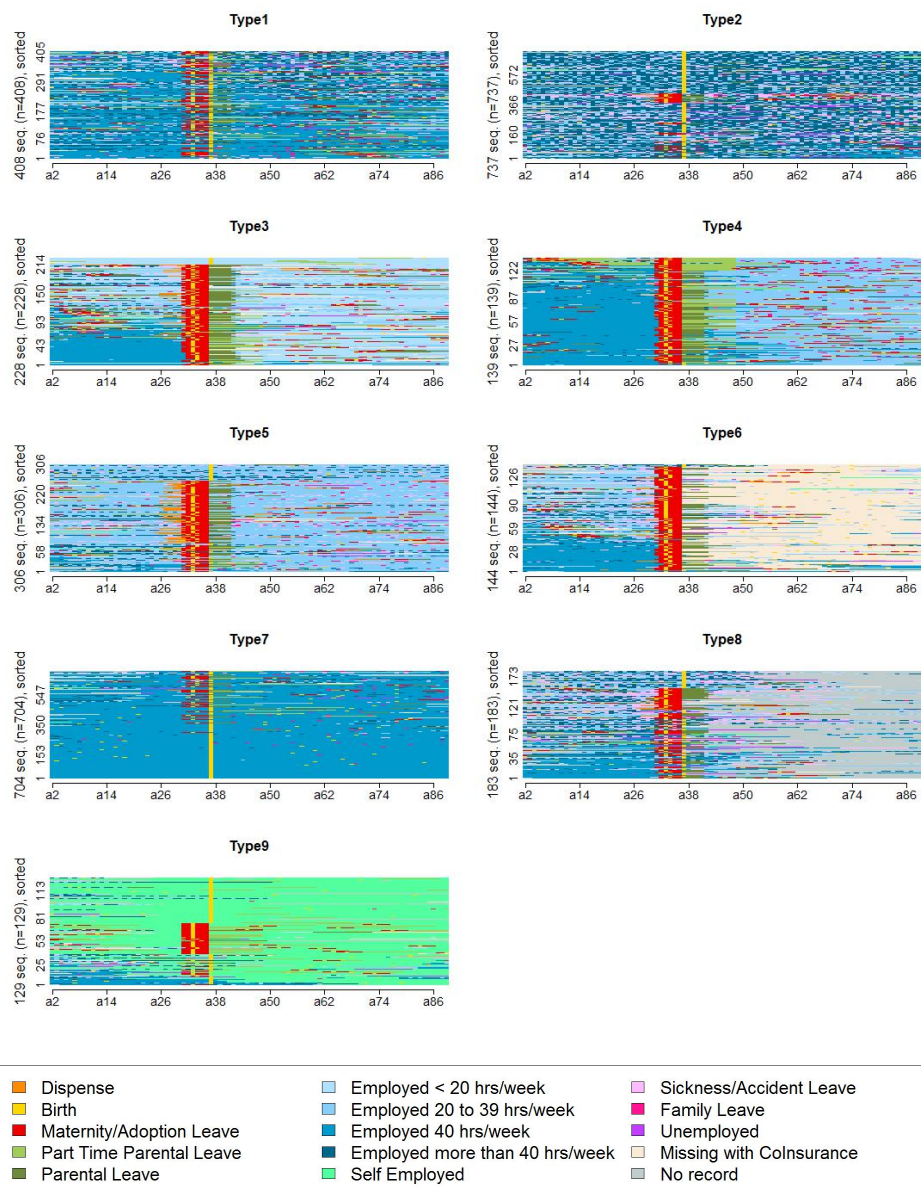 Type1
408 seq. (n=408), sorted
1 76 177 291 405
a2 a14 a26 a38 a50 a62 a74 a86
Type2
737 seq. (n=737), sorted
1 160 366 572
a2 a14 a26 a38 a50 a62 a74 a86
Type3
228 seq. (n=228), sorted
1 43 93 150 214
a2 a14 a26 a38 a50 a62 a74 a86
Type4
139 seq. (n=139), sorted
1 27 57 87 122
a2 a14 a26 a38 a50 a62 a74 a86
Type5
306 seq. (n=306), sorted
1 58 134 220 306
a2 a14 a26 a38 a50 a62 a74 a86
Type6
144 seq. (n=144), sorted
1 28 59 90 126
a2 a14 a26 a38 a50 a62 a74 a86
Type7
704 seq. (n=704), sorted
1 153 350 547
a2 a14 a26 a38 a50 a62 a74 a86
Type8
183 seq. (n=183), sorted
1 35 75 121 173
a2 a14 a26 a38 a50 a62 a74 a86
Type9
129 seq. (n=129), sorted
1 25 53 81 113
a2 a14 a26 a38 a50 a62 a74 a86
Dispense
Birth
Maternity/Adoption Leave
Part Time Parental Leave
Parental Leave
Employed < 20 hrs/week
Employed 20 to 39 hrs/week
Employed 40 hrs/week
Employed more than 40 hrs/week
Self Employed
Sickness/Accident Leave
Family Leave
Unemployed
Missing with CoInsurance
No record